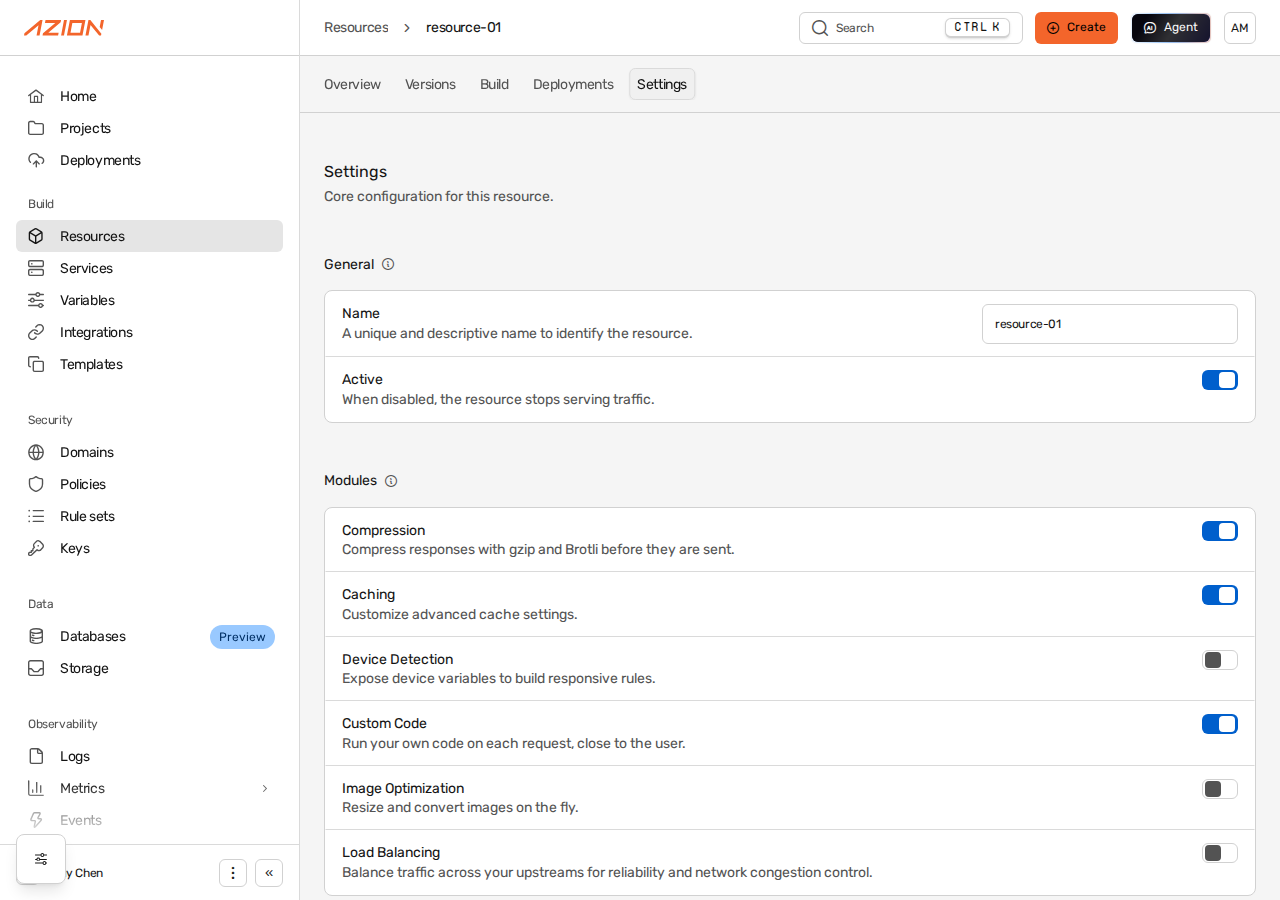 AZION
Resources
resource-01
Search
CTRL K
Create
AI
Agent
AM
Home
Projects
Deployments
Build
Resources
Services
Variables
Integrations
Templates
Security
Domains
Policies
Rule sets
Keys
Data
Databases
Preview
Storage
Observability
Logs
Metrics
Events
y Chen
Overview
Versions
Build
Deployments
Settings
Settings
Core configuration for this resource.
General
Name
A unique and descriptive name to identify the resource.
resource-01
Active
When disabled, the resource stops serving traffic.
Modules
Compression
Compress responses with gzip and Brotli before they are sent.
Caching
Customize advanced cache settings.
Device Detection
Expose device variables to build responsive rules.
Custom Code
Run your own code on each request, close to the user.
Image Optimization
Resize and convert images on the fly.
Load Balancing
Balance traffic across your upstreams for reliability and network congestion control.